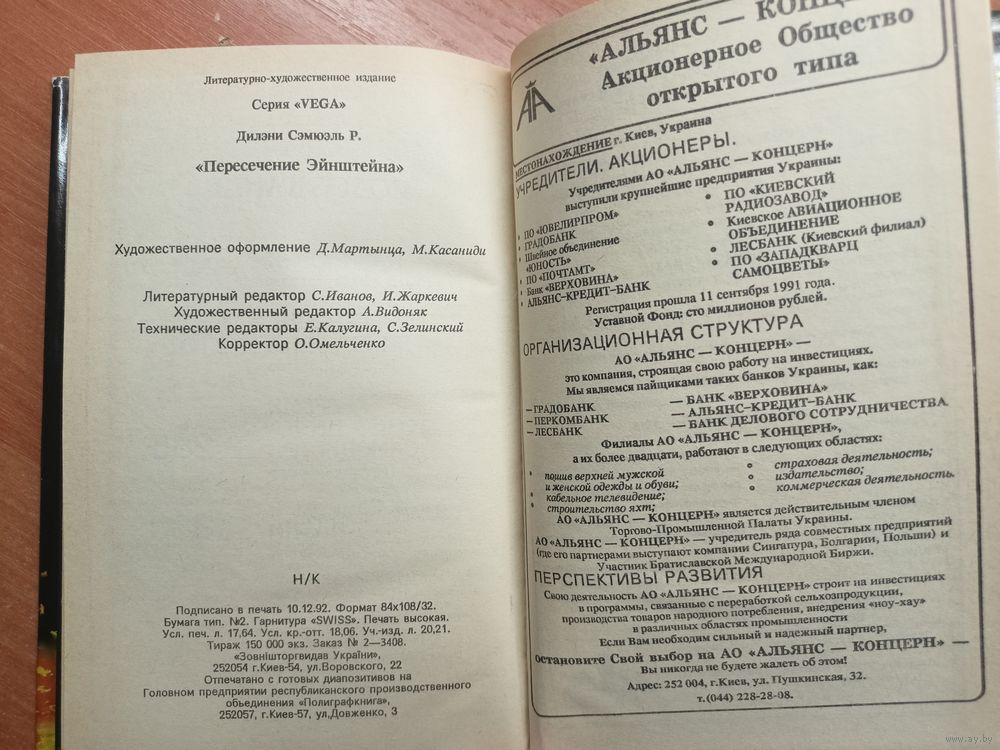 Литературно-художественное издание
Серия «VEGA»
Дилэни Сэмюэль Р.
«Пересечение Эйнштейна»
Художественное оформление Д.Мартынца, М.Касаниди
Литературный редактор С.Иванов, И.Жаркевич
Художественный редактор А.Видоняк
Технические редакторы Е.Калугина, С.Зелинский
Корректор О.Омельченко
Н/К
Подписано в печать 10.12.92. Формат 84х108/32.
Бумага тип. №2. Гарнитура «SWISS». Печать высокая.
Усл. печ. л. 17,64. Усл. кр.-отт. 18,06. Уч.-изд. л. 20,21.
Тираж 150 000 экз. Заказ № 2—3408.
«Зовнішторгвидав України»,
252054 г.Киев-54, ул.Воровского, 22
Отпечатано с готовых диапозитивов на
Головном предприятии республиканского производственного
объединения «Полиграфкнига»,
252057, г.Киев-57, ул,Довженко, 3
«АЛЬЯНС — КОНЦЕРН»
Акционерное Общество
открытого типа
МЕСТОНАХОЖДЕНИЕ г. Киев, Украина
УЧРЕДИТЕЛИ. АКЦИОНЕРЫ.
Учредителями АО «АЛЬЯНС — КОНЦЕРН»
выступили крупнейшие предприятия Украины:
• ПО «ЮВЕЛИРПРОМ»
• ГРАДОБАНК
• Швейное объединение
«ЮНОСТЬ»
• ПО «ПОЧТАМТ»
• Банк «ВЕРХОВИНА»
• АЛЬЯНС-КРЕДИТ-БАНК
• ПО «КИЕВСКИЙ
РАДИОЗАВОД»
• Киевское АВИАЦИОННОЕ
ОБЪЕДИНЕНИЕ
• ЛЕСБАНК (Киевский филиал)
• ПО «ЗАПАДКВАРЦ
САМОЦВЕТЫ»
Регистрация прошла 11 сентября 1991 года.
Уставной Фонд: сто миллионов рублей.
ОРГАНИЗАЦИОННАЯ СТРУКТУРА
АО «АЛЬЯНС — КОНЦЕРН» —
это компания, строящая свою работу на инвестициях.
Мы являемся пайщиками таких банков Украины, как:
—ГРАДОБАНК
—ПЕРКОМБАНК
—ЛЕСБАНК
— БАНК «ВЕРХОВИНА»
— АЛЬЯНС-КРЕДИТ-БАНК
— БАНК ДЕЛОВОГО СОТРУДНИЧЕСТВА.
Филиалы АО «АЛЬЯНС — КОНЦЕРН»,
а их более двадцати, работают в следующих областях:
• пошив верхней мужской
и женской одежды и обуви;
• кабельное телевидение;
• строительство яхт;
• страховая деятельность;
• издательство;
• коммерческая деятельность.
АО «АЛЬЯНС — КОНЦЕРН» является действительным членом
Торгово-Промышленной Палаты Украины.
АО «АЛЬЯНС — КОНЦЕРН» — учредитель ряда совместных предприятий
(где его партнерами выступают компании Сингапура, Болгарии, Польши) и
Участник Братиславской Международной Биржи.
ПЕРСПЕКТИВЫ РАЗВИТИЯ
Свою деятельность АО «АЛЬЯНС — КОНЦЕРН» строит на инвестициях
в программы, связанные с переработкой сельхозпродукции,
производства товаров народного потребления, внедрения «ноу-хау»
в различных областях промышленности
Если Вам необходим сильный и надежный партнер,
остановите Свой выбор на АО «АЛЬЯНС — КОНЦЕРН» —
Вы никогда не будете жалеть об этом!
Адрес: 252 004, г.Киев, ул. Пушкинская, 32.
т.(044) 228-28-08.
www.ay.by